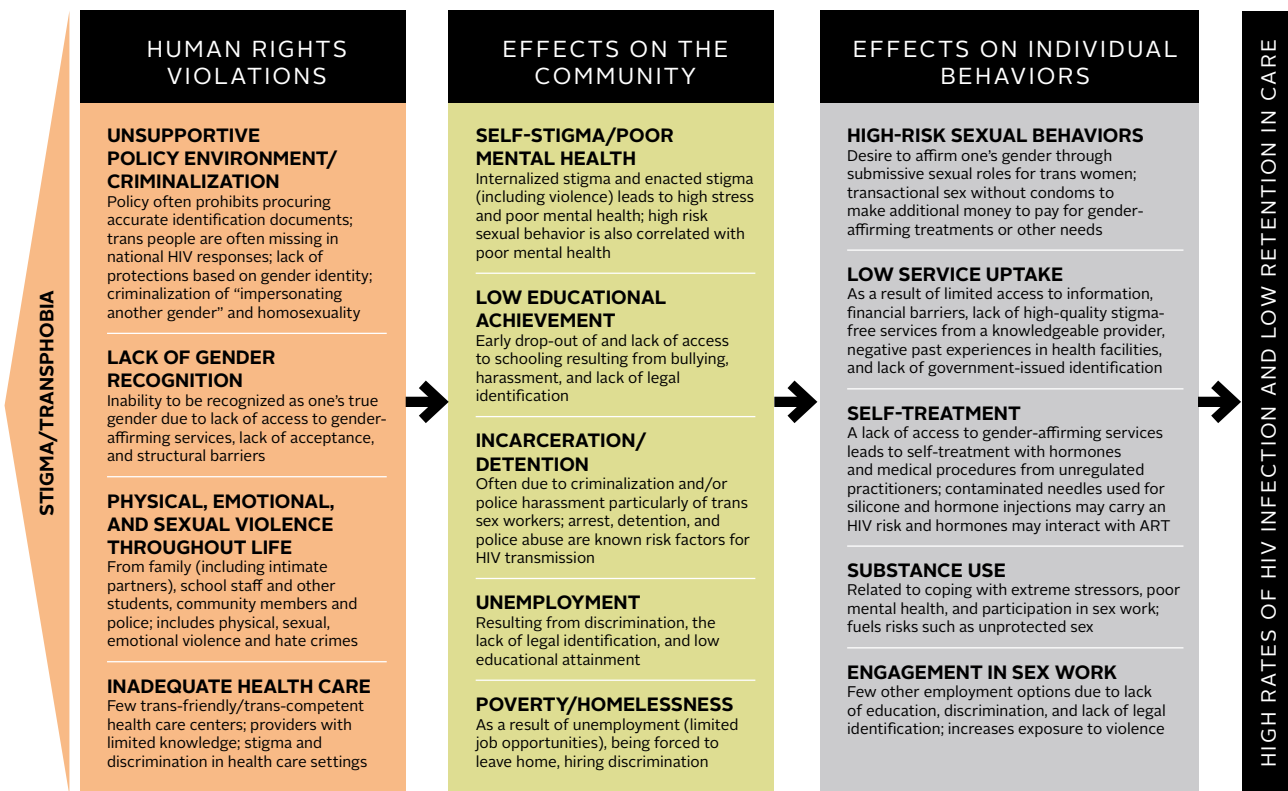 STIGMA/TRANSPHOBIA
HUMAN RIGHTS
VIOLATIONS
UNSUPPORTIVE
POLICY ENVIRONMENT/
CRIMINALIZATION
Policy often prohibits procuring
accurate identification documents;
trans people are often missing in
national HIV responses; lack of
protections based on gender identity;
criminalization of “impersonating
another gender” and homosexuality
LACK OF GENDER
RECOGNITION
Inability to be recognized as one’s true
gender due to lack of access to gender-
affirming services, lack of acceptance,
and structural barriers
PHYSICAL, EMOTIONAL,
AND SEXUAL VIOLENCE
THROUGHOUT LIFE
From family (including intimate
partners), school staff and other
students, community members and
police; includes physical, sexual,
emotional violence and hate crimes
INADEQUATE HEALTH CARE
Few trans-friendly/trans-competent
health care centers; providers with
limited knowledge; stigma and
discrimination in health care settings
EFFECTS ON THE
COMMUNITY
SELF-STIGMA/POOR
MENTAL HEALTH
Internalized stigma and enacted stigma
(including violence) leads to high stress
and poor mental health; high risk
sexual behavior is also correlated with
poor mental health
LOW EDUCATIONAL
ACHIEVEMENT
Early drop-out of and lack of access
to schooling resulting from bullying,
harassment, and lack of legal
identification
INCARCERATION/
DETENTION
Often due to criminalization and/or
police harassment particularly of trans
sex workers; arrest, detention, and
police abuse are known risk factors for
HIV transmission
UNEMPLOYMENT
Resulting from discrimination, the
lack of legal identification, and low
educational attainment
POVERTY/HOMELESSNESS
As a result of unemployment (limited
job opportunities), being forced to
leave home, hiring discrimination
EFFECTS ON INDIVIDUAL
BEHAVIORS
HIGH-RISK SEXUAL BEHAVIORS
Desire to affirm one’s gender through
submissive sexual roles for trans women;
transactional sex without condoms to
make additional money to pay for gender-
affirming treatments or other needs
LOW SERVICE UPTAKE
As a result of limited access to information,
financial barriers, lack of high-quality stigma-
free services from a knowledgeable provider,
negative past experiences in health facilities,
and lack of government-issued identification
SELF-TREATMENT
A lack of access to gender-affirming services
leads to self-treatment with hormones
and medical procedures from unregulated
practitioners; contaminated needles used for
silicone and hormone injections may carry an
HIV risk and hormones may interact with ART
SUBSTANCE USE
Related to coping with extreme stressors, poor
mental health, and participation in sex work;
fuels risks such as unprotected sex
ENGAGEMENT IN SEX WORK
Few other employment options due to lack
of education, discrimination, and lack of legal
identification; increases exposure to violence
HIGH RATES OF HIV INFECTION AND LOW RETENTION IN CARE